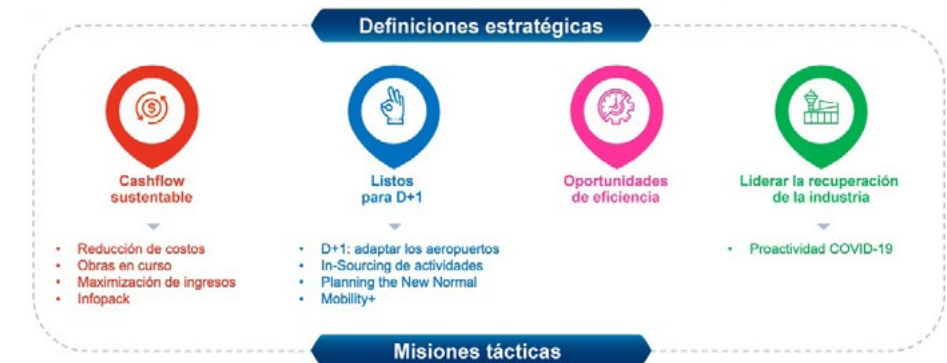 Definiciones estratégicas
Cashflow
sustentable
• Reducción de costos
• Obras en curso
• Maximización de ingresos
• Infopack
Listos
para D+1
• D+1: adaptar los aeropuertos
• In-Sourcing de actividades
• Planning the New Normal
• Mobility+
Oportunidades
de eficiencia
Liderar la recuperación
de la industria
• Proactividad COVID-19
Misiones tácticas